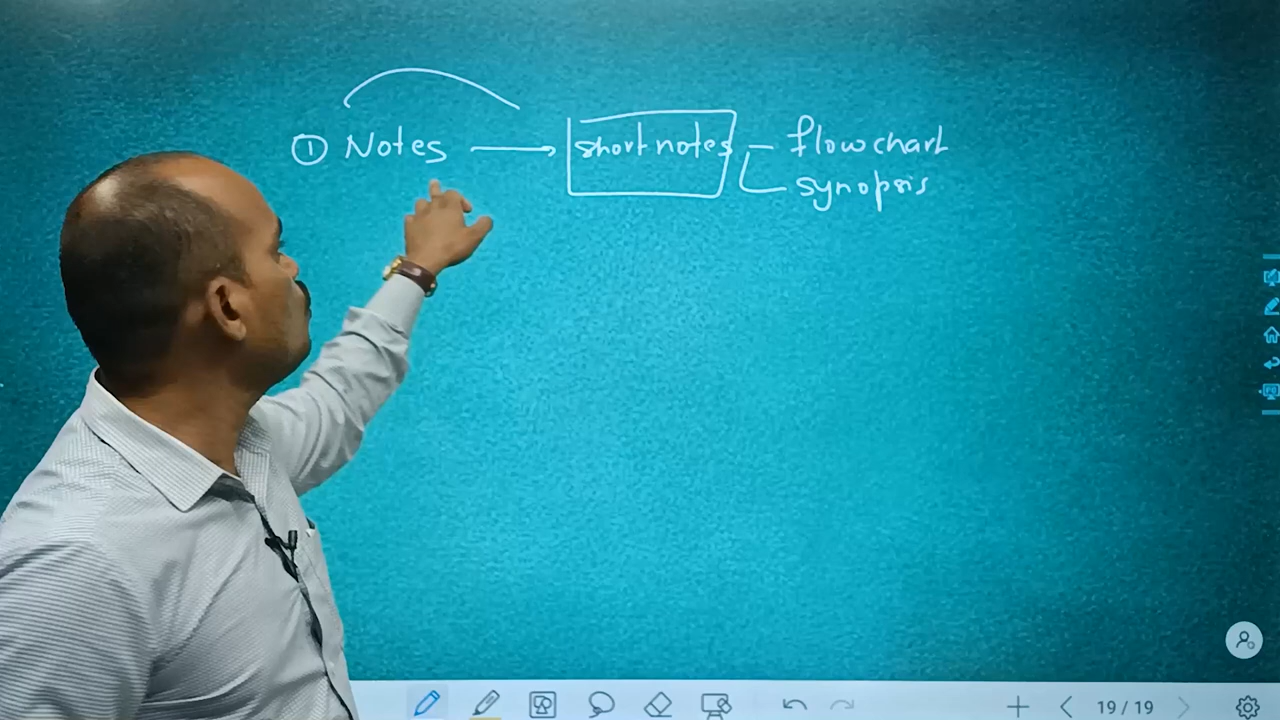 ① Notes → short notes – flowchart
synopsis
19 / 19